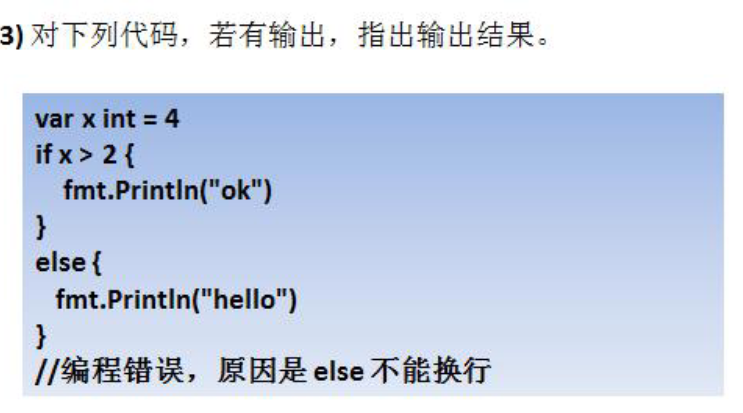 3) 对下列代码，若有输出，指出输出结果。
var x int = 4
if x > 2 {
fmt.Println("ok")
}
else {
fmt.Println("hello")
}
//编程错误，原因是 else 不能换行